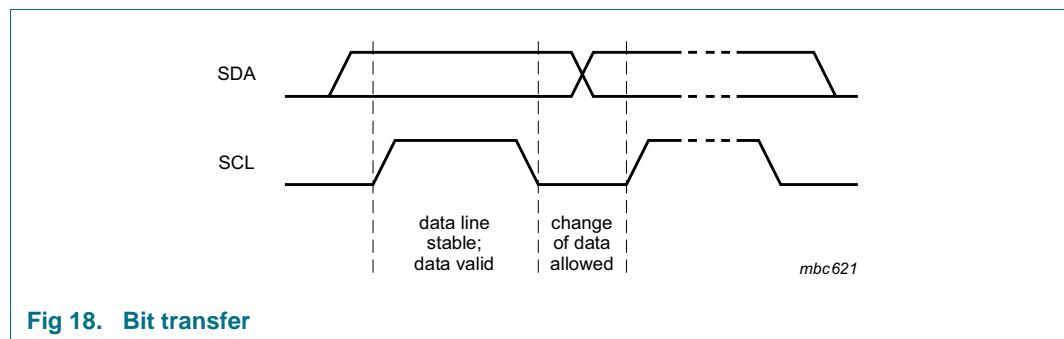 SDA
SCL
data line
stable;
data valid
change
of data
allowed
mbc621
Fig 18. Bit transfer